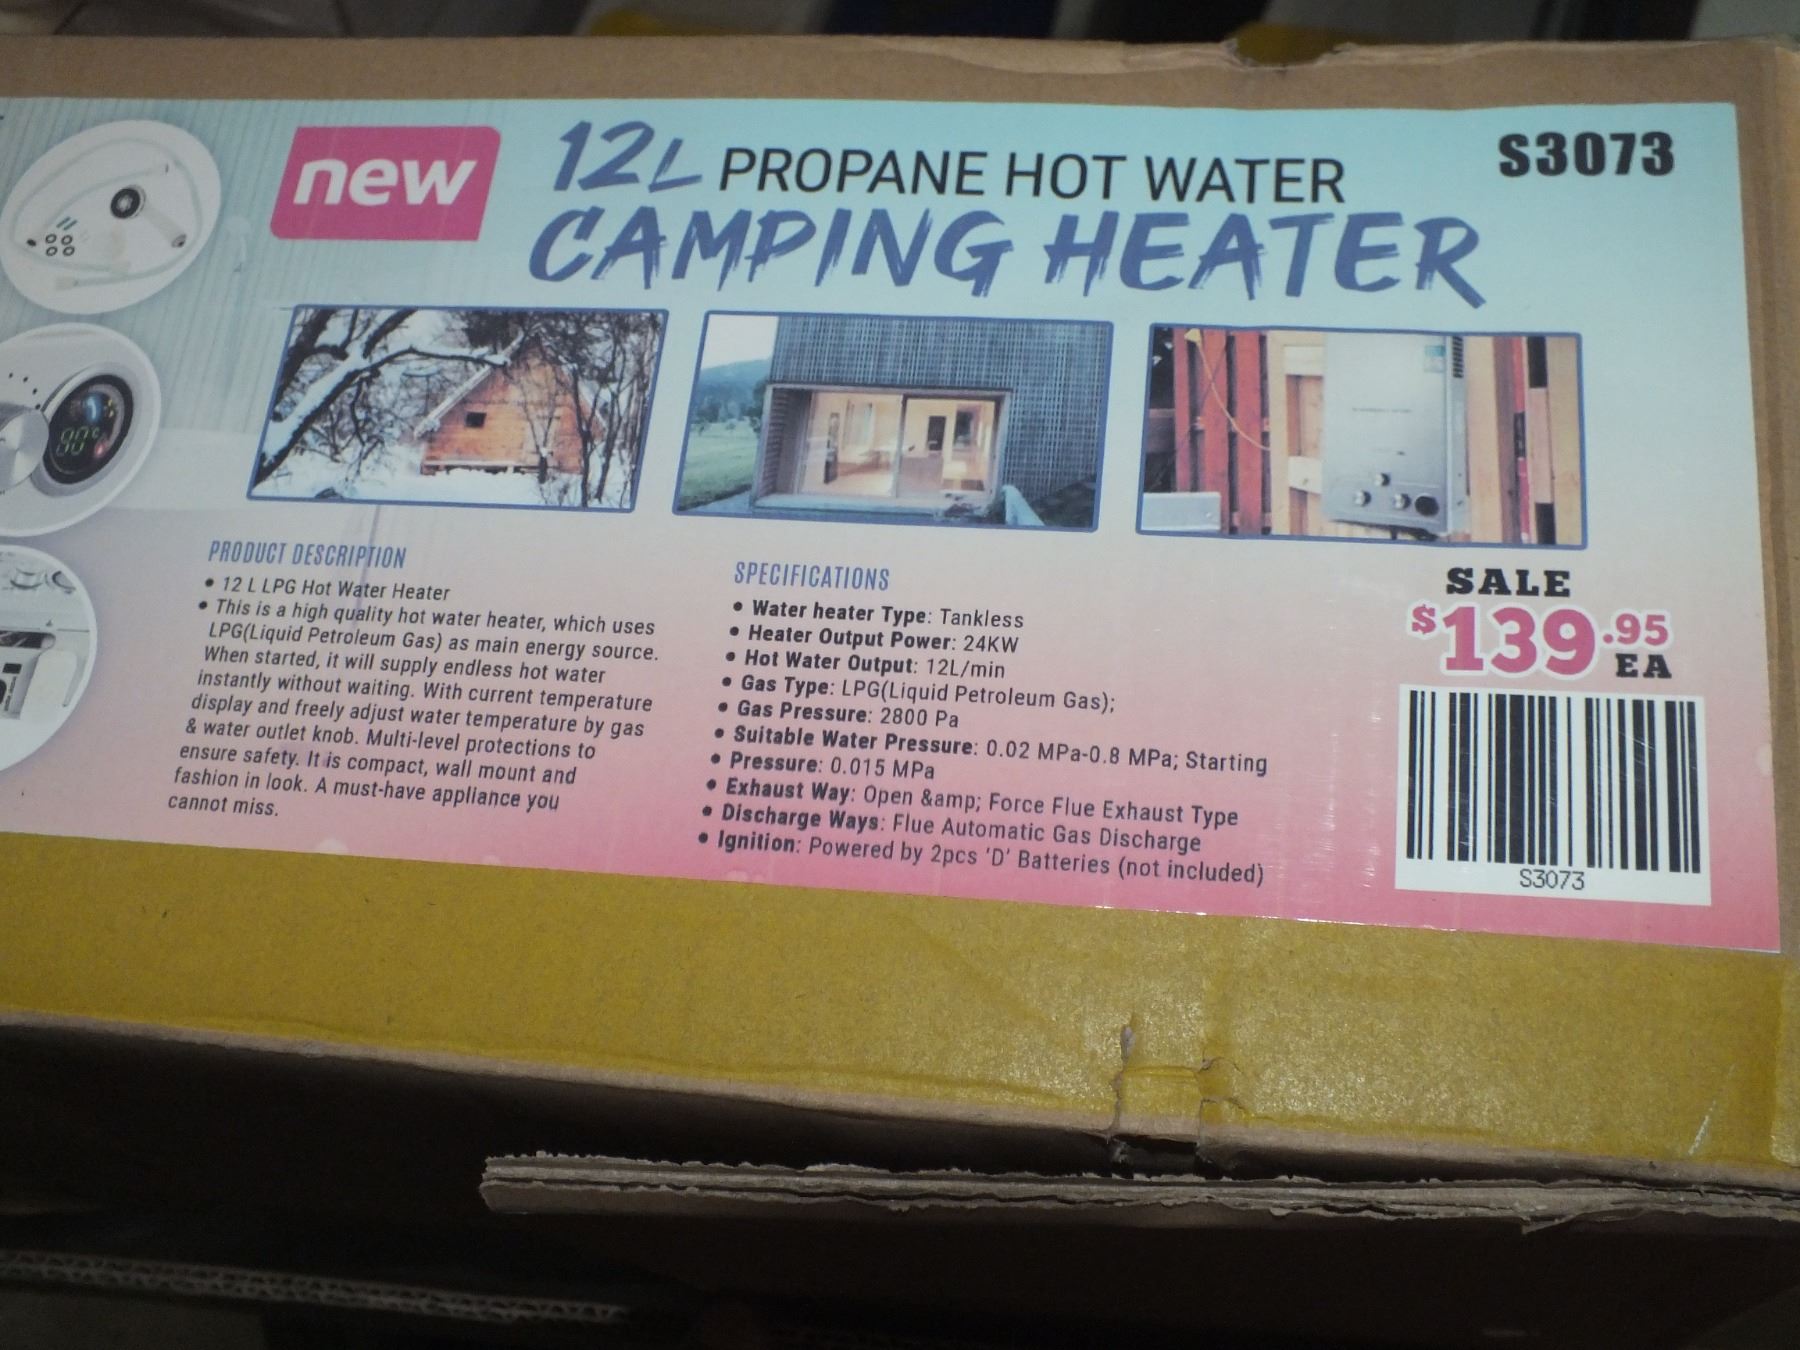 new
12L PROPANE HOT WATER
CAMPING HEATER
S3073
PRODUCT DESCRIPTION
• 12 L LPG Hot Water Heater
• This is a high quality hot water heater, which uses
LPG(Liquid Petroleum Gas) as main energy source.
When started, it will supply endless hot water
instantly without waiting. With current temperature
display and freely adjust water temperature by gas
& water outlet knob. Multi-level protections to
ensure safety. It is compact, wall mount and
fashion in look. A must-have appliance you
cannot miss.
SPECIFICATIONS
• Water heater Type: Tankless
• Heater Output Power: 24KW
• Hot Water Output: 12L/min
• Gas Type: LPG(Liquid Petroleum Gas);
• Gas Pressure: 2800 Pa
• Suitable Water Pressure: 0.02 MPa-0.8 MPa; Starting
• Pressure: 0.015 MPa
• Exhaust Way: Open &amp; Force Flue Exhaust Type
• Discharge Ways: Flue Automatic Gas Discharge
• Ignition: Powered by 2pcs 'D' Batteries (not included)
SALE
$139.95
EA
S3073